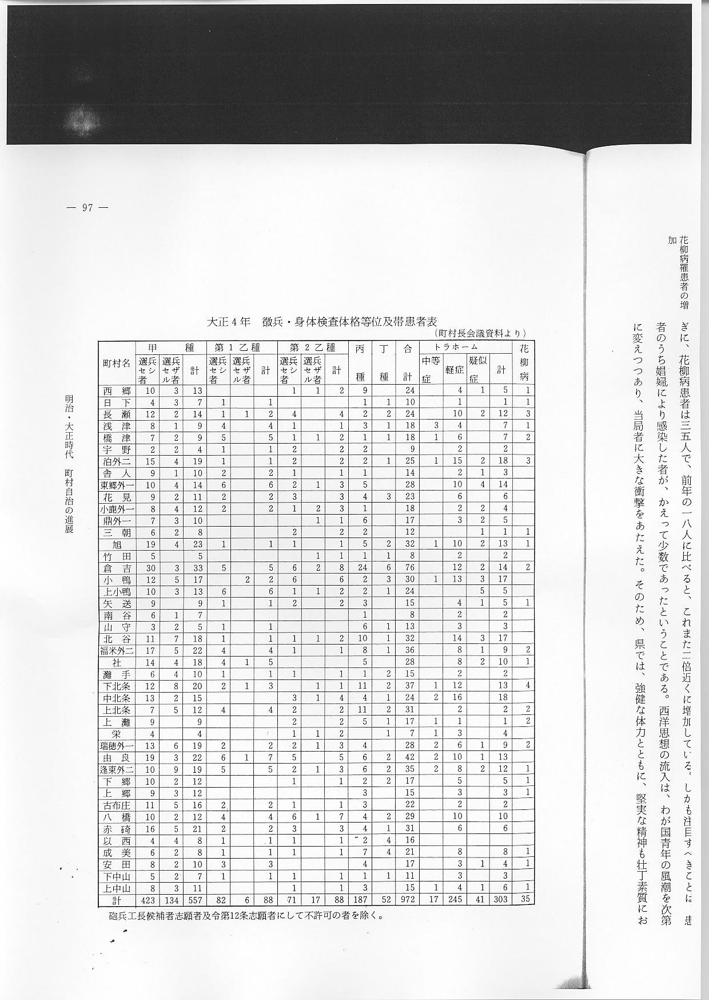 花柳病罹患者の増
加
ぎに、花柳病患者は三五人で、前年の一八人に比べると、これまた二倍近くに増加している。しかも注目すべきことは、患
者のうち娼婦により感染した者が、かえって少数であったということである。西洋思想の流入は、わが国青年の風潮を次第
に変えつつあり、当局者に大きな衝撃をあたえた。そのため、県では、強健な体力とともに、堅実な精神も壮丁素質にお
— 97 —
明治・大正時代 町村自治の進展
大正4年 徴兵・身体検査体格等位及帯患者表
（町村長会議資料より）
町村名 甲種 第1乙種 第2乙種 丙種 丁種 合計 トラホーム 花柳病
選兵セシ者 選兵セザル者 計 選兵セシ者 選兵セザル者 計 選兵セシ者 選兵セザル者 計 中等症 軽症 疑似症 計
西郷 10 3 13 1 1 2 9 24 4 1 5 1
日下 4 3 7 1 1 1 1 10 1 1 1
長瀬 12 2 14 1 1 2 4 4 2 2 24 10 2 12 3
浅津 8 1 9 4 4 1 1 3 1 18 3 4 7 1
橋津 7 2 9 5 5 1 1 2 1 1 18 1 6 7 2
宇野 2 2 4 1 1 2 2 2 9 2 2
泊外二 15 4 19 1 1 2 2 2 1 25 1 15 2 18 3
舎人 9 1 10 2 2 1 1 1 14 2 1 3
東郷外一 10 4 14 6 6 2 1 3 5 28 10 4 14
花見 9 2 11 2 2 3 3 4 3 23 6 6
小鹿外一 8 4 12 2 2 1 2 3 1 18 2 2 4
鼎外一 7 3 10 1 1 6 17 3 2 5
三朝 6 2 8 2 2 2 12 1 1 1
旭 19 4 23 1 1 1 1 5 2 32 1 10 2 13 1
竹田 5 5 1 1 1 1 8 2 2
倉吉 30 3 33 5 5 6 2 8 24 6 76 12 2 14 2
小鴨 12 5 17 2 2 6 6 2 3 30 1 13 3 17
上小鴨 10 3 13 6 6 1 1 2 2 1 24 5 5
矢送 9 9 1 1 2 2 3 15 4 1 5 1
南谷 6 1 7 1 8 2 2
山守 3 2 5 1 1 6 1 13 3 3
北谷 11 7 18 1 1 1 1 2 10 1 32 14 3 17
福米外二 17 5 22 4 4 1 1 8 1 36 8 1 9 2
社 14 4 18 4 1 5 5 28 8 2 10 1
灘手 6 4 10 1 1 1 1 1 2 15 2 2
下北条 12 8 20 2 1 3 1 1 11 2 37 1 12 13 4
中北条 13 2 15 3 1 4 4 1 24 2 16 18
上北条 7 5 12 4 4 2 2 11 2 31 2 2 2
上灘 9 9 2 2 5 1 17 1 1 1 2
栄 4 4 1 1 2 1 7 1 3 4
瑞穂外一 13 6 19 2 2 2 1 3 4 28 2 6 1 9 2
由良 19 3 22 6 1 7 5 5 6 2 42 2 10 1 13
逢東外二 10 9 19 5 5 2 1 3 6 2 35 2 8 2 12 1
下郷 10 2 12 1 1 2 2 17 5 5 1
上郷 9 3 12 3 15 3 3 1
古布庄 11 5 16 2 2 1 1 3 22 2 2
八橋 10 2 12 4 4 6 1 7 4 2 29 10 10
赤碕 16 5 21 2 2 3 3 4 1 31 6 6
以西 4 4 8 1 1 1 1 2 4 16
成美 6 2 8 1 1 1 1 7 4 21 8 8 1
安田 8 2 10 3 3 4 17 3 1 4 1
下中山 5 2 7 1 1 1 1 1 1 11 3 3
上中山 8 3 11 1 1 3 15 1 4 1 6 1
計 423 134 557 82 6 88 71 17 88 187 52 972 17 245 41 303 35
砲兵工長候補者志願者及令第12条志願者にして不許可の者を除く。